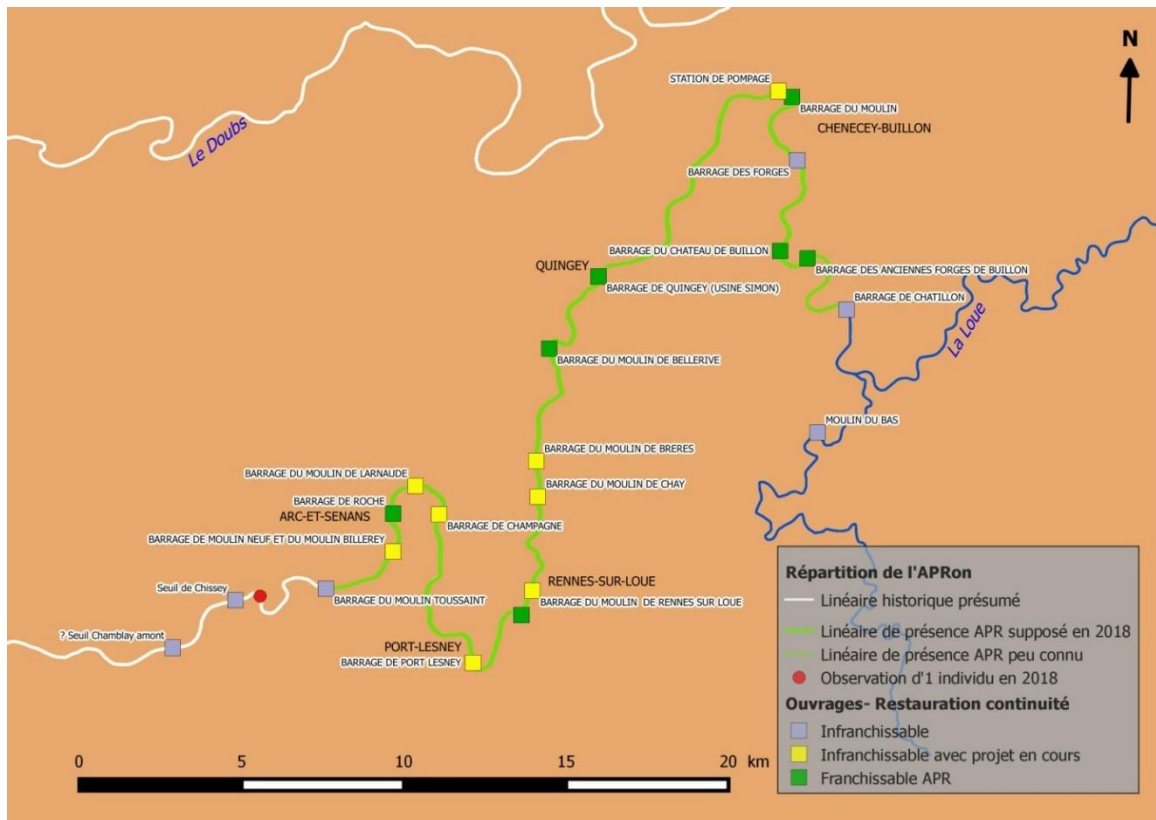 N
STATION DE POMPAGE
BARRAGE DU MOULIN
CHENECEY-BUILLON
Le Doubs
BARRAGE DES FORGES
BARRAGE DU CHATEAU DE BUILLON
BARRAGE DES ANCIENNES FORGES DE BUILLON
QUINGEY
BARRAGE DE QUINGEY (USINE SIMON)
BARRAGE DE CHATILLON
La Loue
BARRAGE DU MOULIN DE BELLERIVE
MOULIN DU BAS
BARRAGE DU MOULIN DE BRERES
BARRAGE DU MOULIN DE LARNAUDE
BARRAGE DU MOULIN DE CHAY
BARRAGE DE ROCHE
ARC-ET-SENANS
BARRAGE DE CHAMPAGNE
BARRAGE DE MOULIN NEUF ET DU MOULIN BILLEREY
RENNES-SUR-LOUE
Seuil de Chissey
BARRAGE DU MOULIN TOUSSAINT
BARRAGE DU MOULIN DE RENNES SUR LOUE
? Seuil Chamblay amont
PORT-LESNEY
BARRAGE DE PORT LESNEY
Répartition de l'APRon
Linéaire historique présumé
Linéaire de présence APR supposé en 2018
Linéaire de présence APR peu connu
Observation d'1 individu en 2018
Ouvrages- Restauration continuité
Infranchissable
Infranchissable avec projet en cours
Franchissable APR
0 5 10 15 20 km